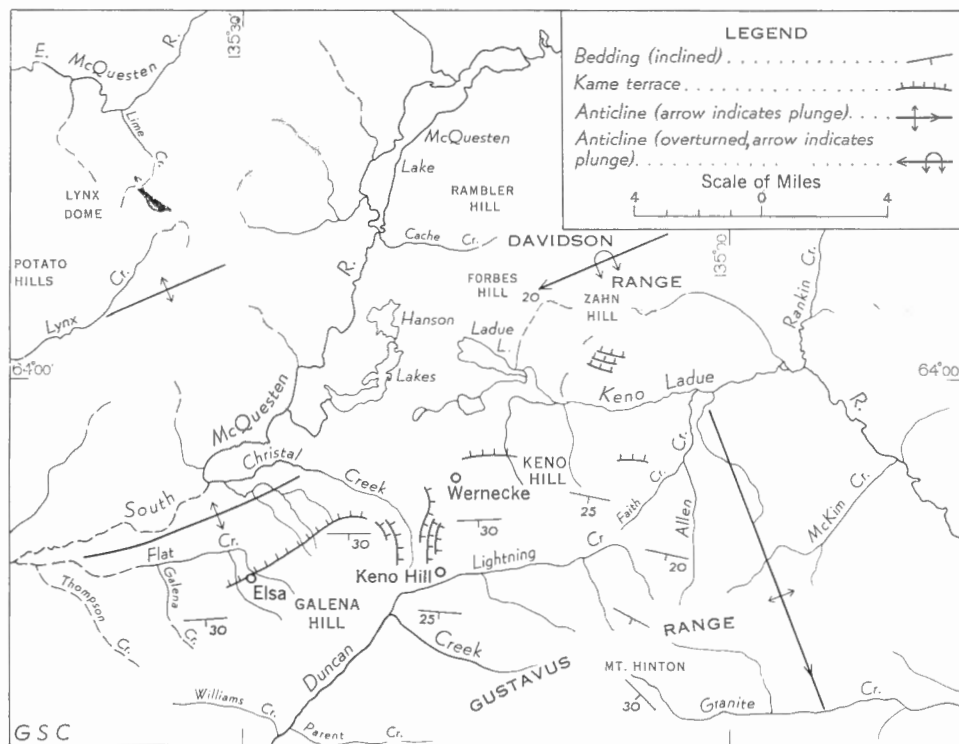 LEGEND
Bedding (inclined)
Kame terrace
Anticline (arrow indicates plunge)
Anticline (overturned, arrow indicates
plunge)
Scale of Miles
4 0 4
135°30'
E. McQuesten R.
Lime Cr.
LYNX
DOME
POTATO
HILLS
Lynx Cr.
McQuesten
Lake
RAMBLER
HILL
Cache Cr.
DAVIDSON
RANGE
135°00
FORBES
HILL
20
ZAHN
HILL
Rankin Cr.
Hanson
Lakes
Ladue
L.
64°00
64°00
Keno Ladue
R.
McQuesten
R.
South
Christal
Creek
Wernecke
KENO
HILL
25
Faith Cr.
Allen
Cr.
McKim Cr.
30
30
Flat
Cr.
Elsa
Keno Hill
Lightning
Cr
20
Thompson
Cr.
Galena
Cr.
30
GALENA
HILL
25
Duncan
Creek
GUSTAVUS
RANGE
MT. HINTON
30
Granite Cr.
Williams
Cr.
Parent
Cr.
GSC